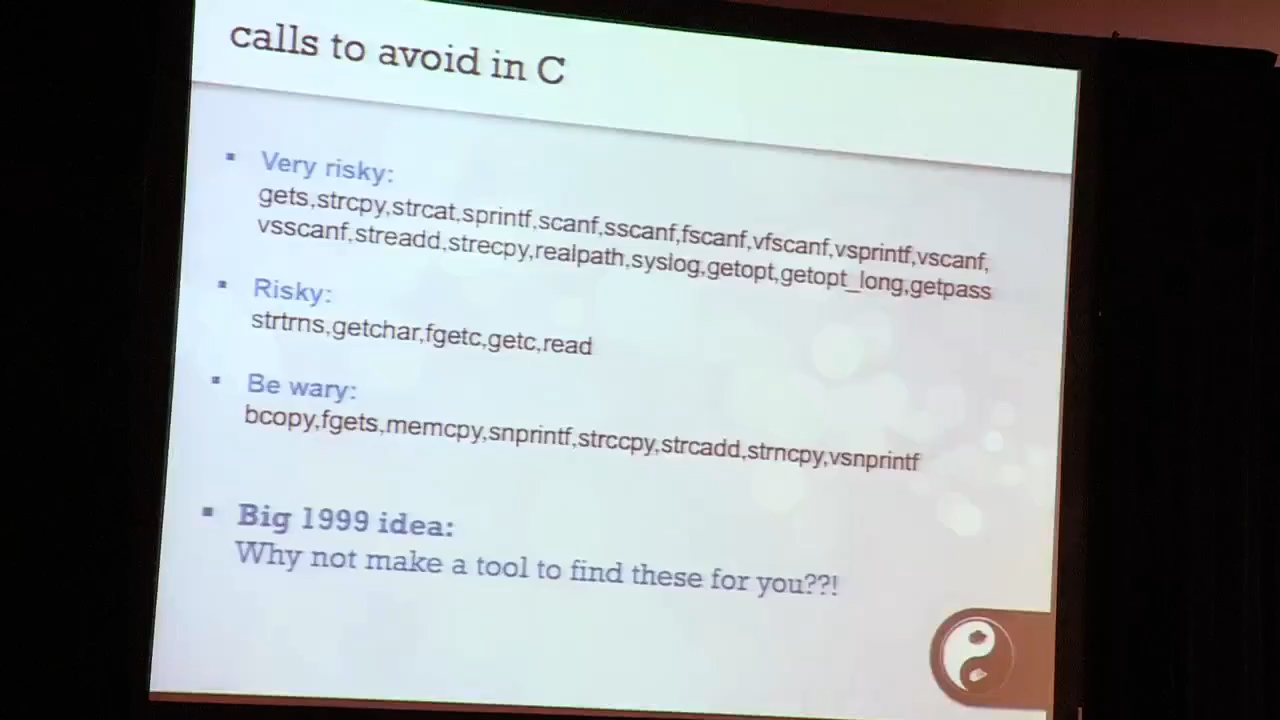 calls to avoid in C
▪ Very risky:
gets,strcpy,strcat,sprintf,scanf,sscanf,fscanf,vfscanf,vsprintf,vscanf,
vsscanf,streadd,strecpy,realpath,syslog,getopt,getopt_long,getpass
▪ Risky:
strtrns,getchar,fgetc,getc,read
▪ Be wary:
bcopy,fgets,memcpy,snprintf,strccpy,strcadd,strncpy,vsnprintf
▪ Big 1999 idea:
Why not make a tool to find these for you??!